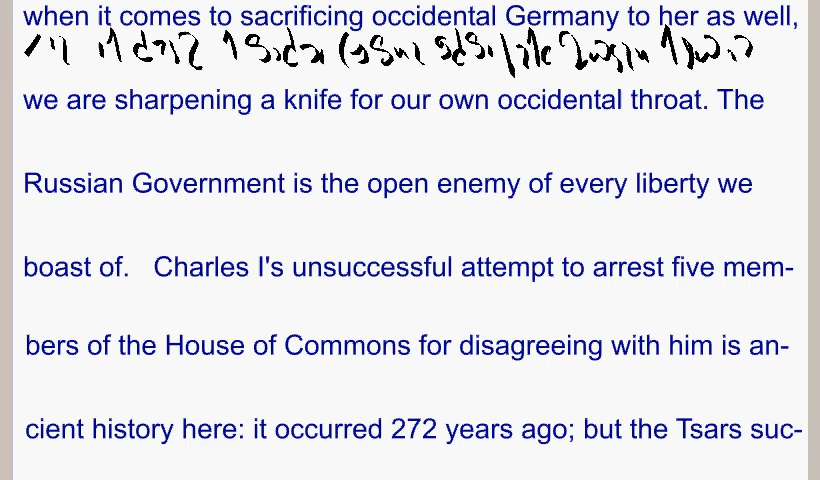 when it comes to sacrificing occidental Germany to her as well,
we are sharpening a knife for our own occidental throat. The
Russian Government is the open enemy of every liberty we
boast of. Charles I's unsuccessful attempt to arrest five mem-
bers of the House of Commons for disagreeing with him is an-
cient history here: it occurred 272 years ago; but the Tsars suc-